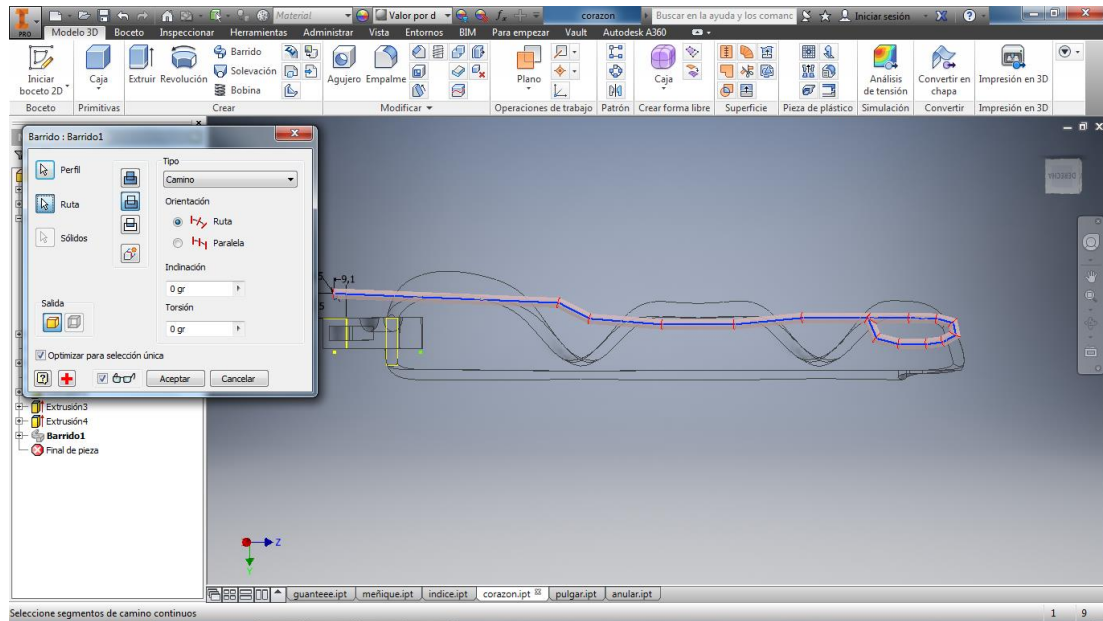 Material
Valor por d
corazon
Buscar en la ayuda y los comanc
Iniciar sesión
PRO
Modelo 3D Boceto Inspeccionar Herramientas Administrar Vista Entornos BIM Para empezar Vault Autodesk A360
Iniciar boceto 2D
Caja
Extruir
Revolución
Barrido
Solevación
Bobina
Agujero
Empalme
Plano
Caja
Análisis de tensión
Convertir en chapa
Impresión en 3D
Boceto Primitivas Crear Modificar Operaciones de trabajo Patrón Crear forma libre Superficie Pieza de plástico Simulación Convertir Impresión en 3D
Barrido : Barrido1
Perfil
Ruta
Sólidos
Salida
Tipo
Camino
Orientación
Ruta
Paralela
Inclinación
0 gr
Torsión
0 gr
Optimizar para selección única
Aceptar Cancelar
Extrusión3
Extrusión4
Barrido1
Final de pieza
9,1
Z
Y
guanteee.ipt meñique.ipt indice.ipt corazon.ipt pulgar.ipt anular.ipt
Seleccione segmentos de camino continuos
1 9